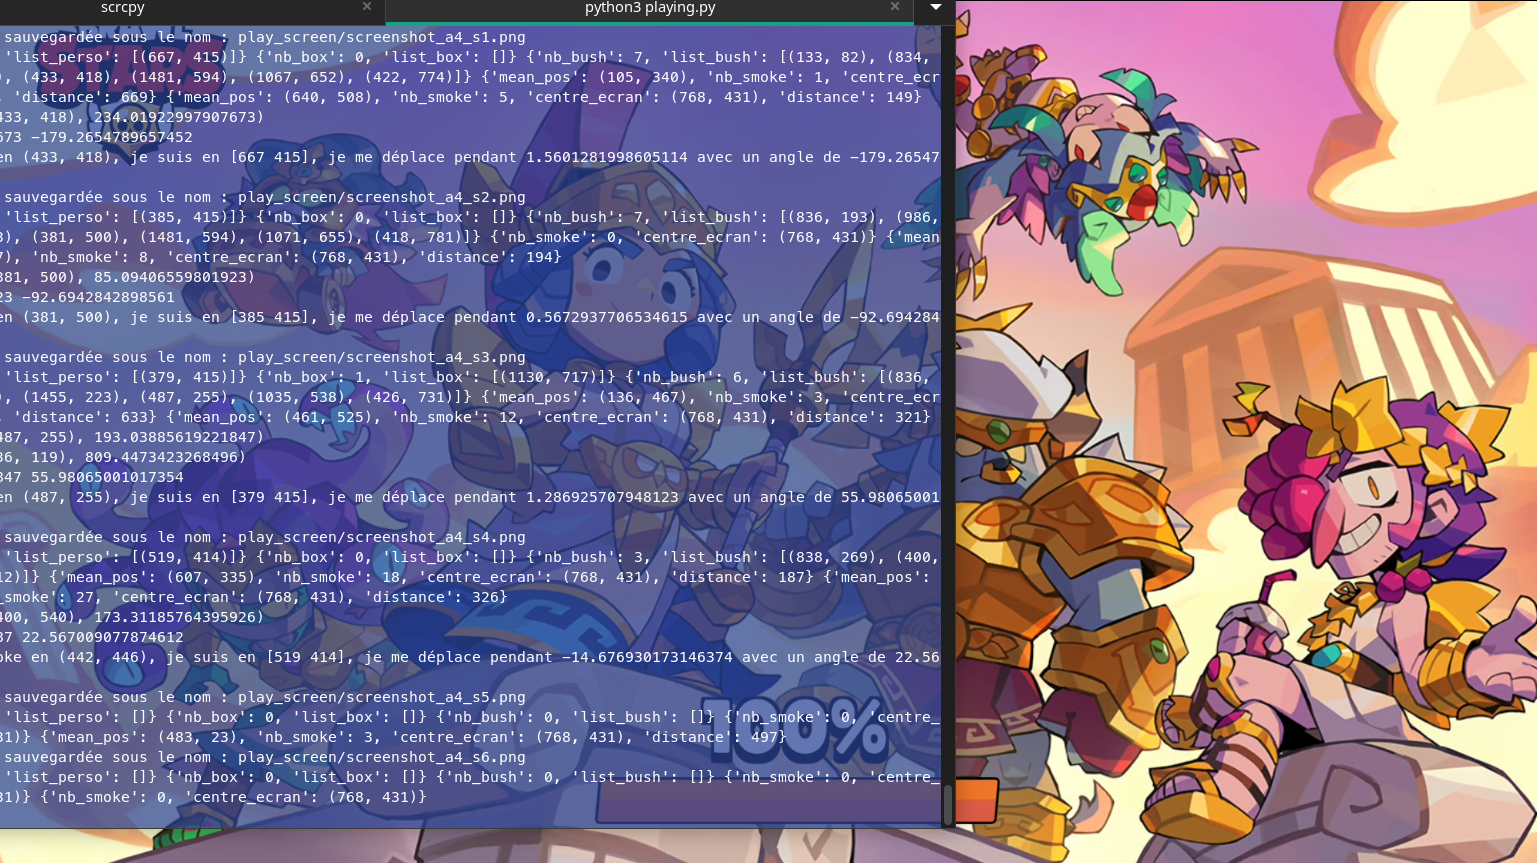 scrcpy × python3 playing.py ×
sauvegardée sous le nom : play_screen/screenshot_a4_s1.png
'list_perso': [(667, 415)]} {'nb_box': 0, 'list_box': []} {'nb_bush': 7, 'list_bush': [(133, 82), (834,
), (433, 418), (1481, 594), (1067, 652), (422, 774)]} {'mean_pos': (105, 340), 'nb_smoke': 1, 'centre_ecr
, 'distance': 669} {'mean_pos': (640, 508), 'nb_smoke': 5, 'centre_ecran': (768, 431), 'distance': 149}
433, 418), 234.01922997907673)
673 -179.2654789657452
en (433, 418), je suis en [667 415], je me déplace pendant 1.5601281998605114 avec un angle de -179.26547
sauvegardée sous le nom : play_screen/screenshot_a4_s2.png
'list_perso': [(385, 415)]} {'nb_box': 0, 'list_box': []} {'nb_bush': 7, 'list_bush': [(836, 193), (986,
3), (381, 500), (1481, 594), (1071, 655), (418, 781)]} {'nb_smoke': 0, 'centre_ecran': (768, 431)} {'mean
7), 'nb_smoke': 8, 'centre_ecran': (768, 431), 'distance': 194}
381, 500), 85.09406559801923)
23 -92.6942842898561
en (381, 500), je suis en [385 415], je me déplace pendant 0.5672937706534615 avec un angle de -92.694284
sauvegardée sous le nom : play_screen/screenshot_a4_s3.png
'list_perso': [(379, 415)]} {'nb_box': 1, 'list_box': [(1130, 717)]} {'nb_bush': 6, 'list_bush': [(836,
), (1455, 223), (487, 255), (1035, 538), (426, 731)]} {'mean_pos': (136, 467), 'nb_smoke': 3, 'centre_ecr
, 'distance': 633} {'mean_pos': (461, 525), 'nb_smoke': 12, 'centre_ecran': (768, 431), 'distance': 321}
487, 255), 193.03885619221847)
36, 119), 809.4473423268496)
847 55.98065001017354
en (487, 255), je suis en [379 415], je me déplace pendant 1.286925707948123 avec un angle de 55.98065001
sauvegardée sous le nom : play_screen/screenshot_a4_s4.png
'list_perso': [(519, 414)]} {'nb_box': 0, 'list_box': []} {'nb_bush': 3, 'list_bush': [(838, 269), (400,
12)]} {'mean_pos': (607, 335), 'nb_smoke': 18, 'centre_ecran': (768, 431), 'distance': 187} {'mean_pos':
_smoke': 27, 'centre_ecran': (768, 431), 'distance': 326}
400, 540), 173.31185764395926)
37 22.567009077874612
oke en (442, 446), je suis en [519 414], je me déplace pendant -14.676930173146374 avec un angle de 22.56
sauvegardée sous le nom : play_screen/screenshot_a4_s5.png
'list_perso': []} {'nb_box': 0, 'list_box': []} {'nb_bush': 0, 'list_bush': []} {'nb_smoke': 0, 'centre_
31)} {'mean_pos': (483, 23), 'nb_smoke': 3, 'centre_ecran': (768, 431), 'distance': 497}
sauvegardée sous le nom : play_screen/screenshot_a4_s6.png
'list_perso': []} {'nb_box': 0, 'list_box': []} {'nb_bush': 0, 'list_bush': []} {'nb_smoke': 0, 'centre_
31)} {'nb_smoke': 0, 'centre_ecran': (768, 431)}
STARS
100%